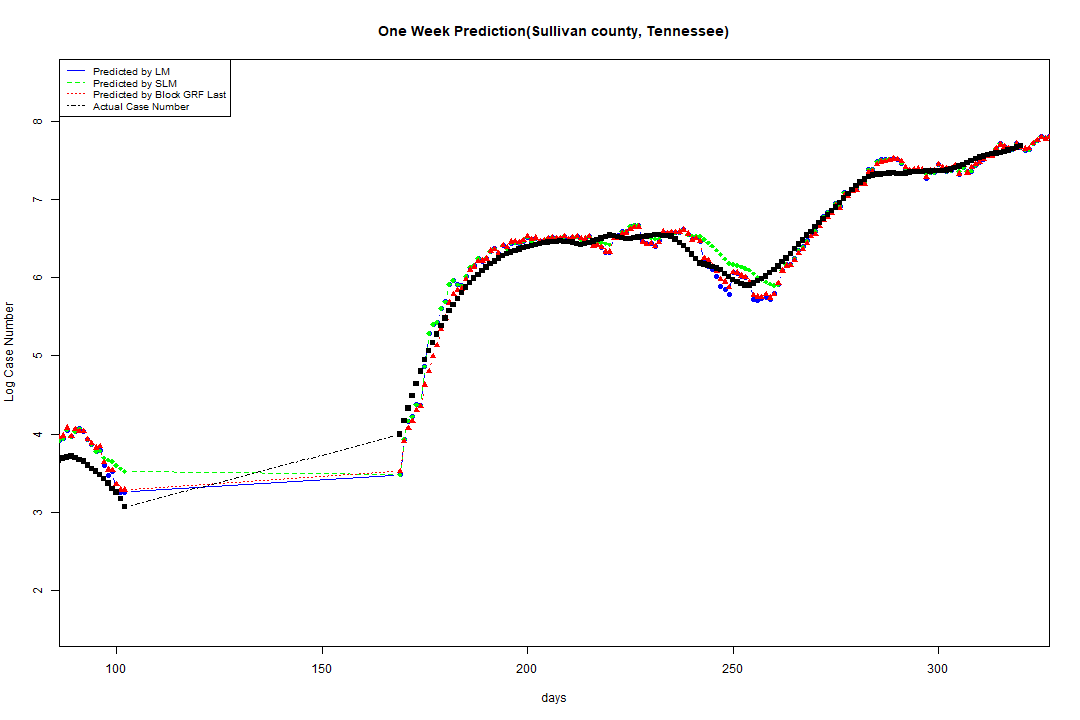 One Week Prediction(Sullivan county, Tennessee)
Predicted by LM
Predicted by SLM
Predicted by Block GRF Last
Actual Case Number
8
7
6
5
4
3
2
Log Case Number
100 150 200 250 300
days